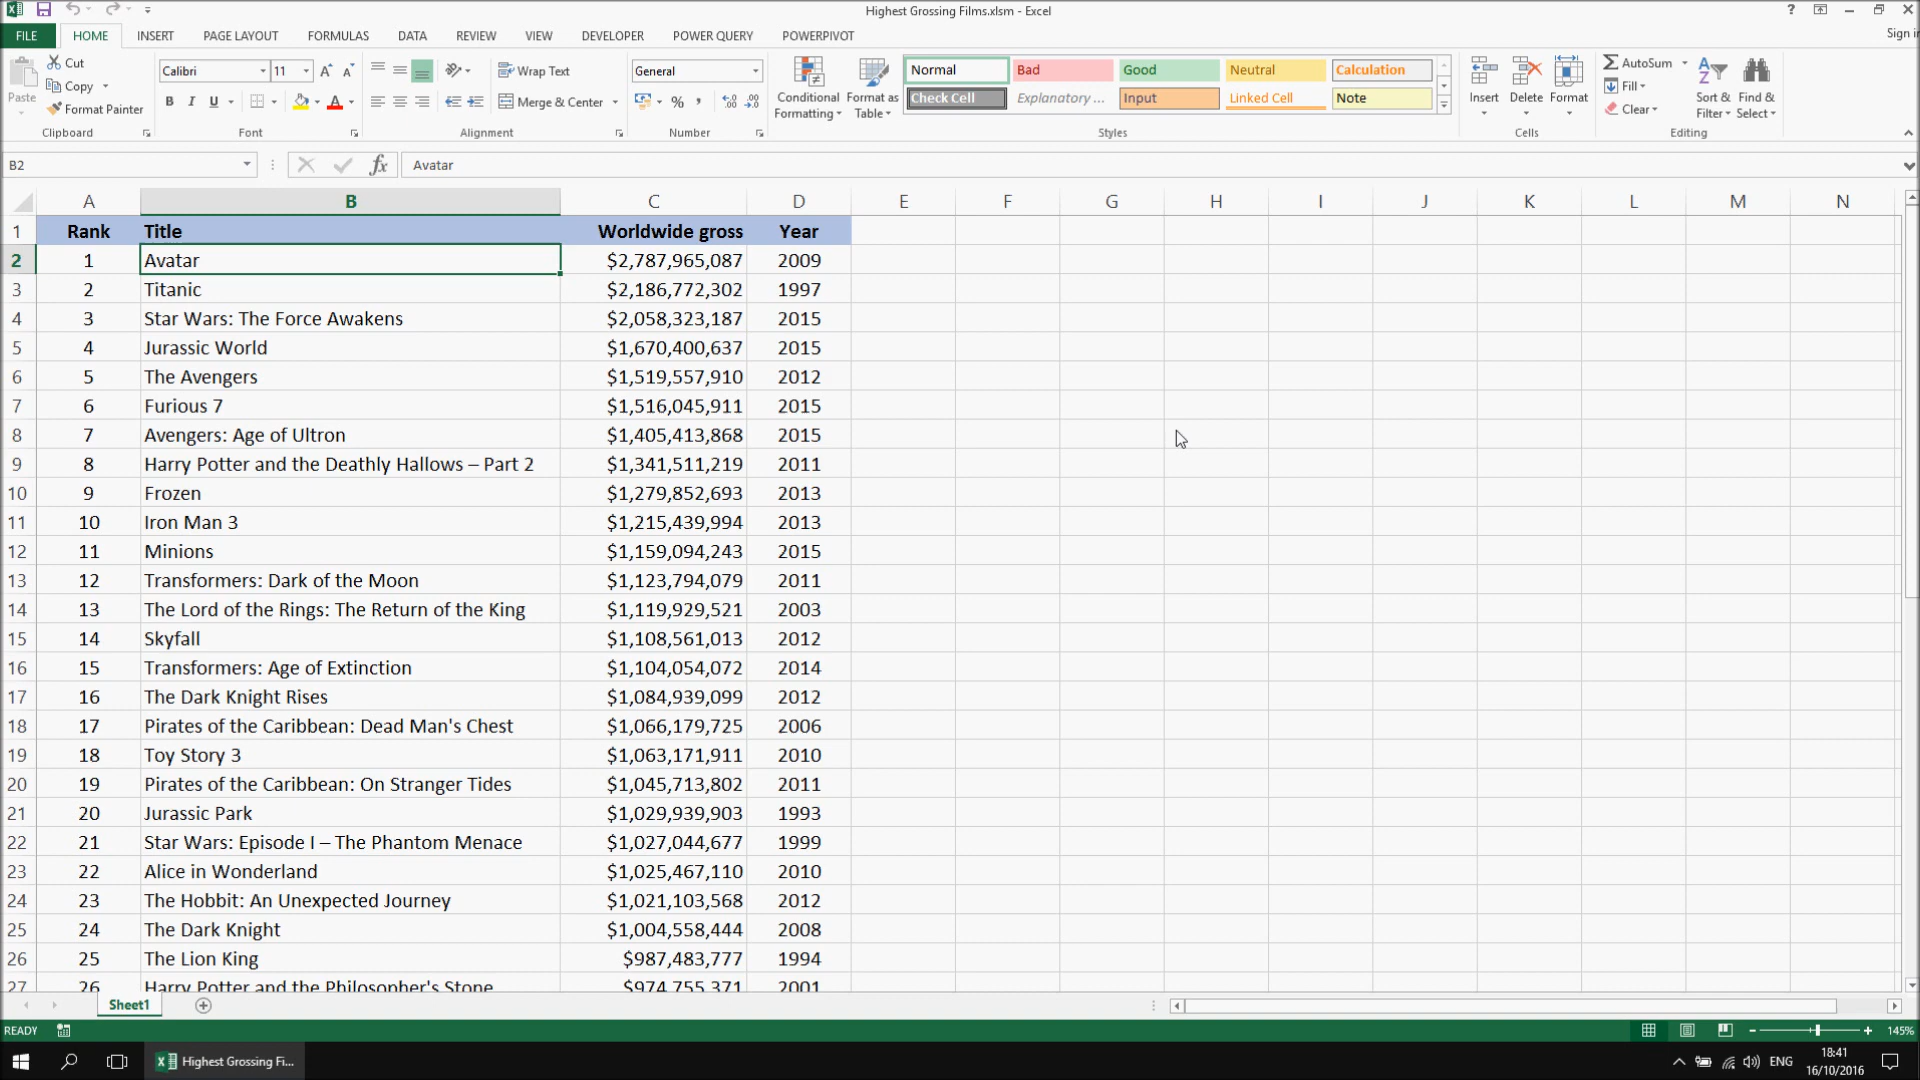 Highest Grossing Films.xlsm - Excel
?
FILE HOME INSERT PAGE LAYOUT FORMULAS DATA REVIEW VIEW DEVELOPER POWER QUERY POWERPIVOT Sign in
Paste
Cut
Copy
Format Painter
Clipboard
Calibri 11
B I U
Font
Wrap Text
Merge & Center
Alignment
General
%
Number
Conditional Formatting
Format as Table
Normal Bad Good Neutral Calculation
Check Cell Explanatory ... Input Linked Cell Note
Styles
Insert Delete Format
Cells
AutoSum
Fill
Clear
Sort & Filter
Find & Select
Editing
B2 fx Avatar
A B C D E F G H I J K L M N
1 Rank Title Worldwide gross Year
2 1 Avatar $2,787,965,087 2009
3 2 Titanic $2,186,772,302 1997
4 3 Star Wars: The Force Awakens $2,058,323,187 2015
5 4 Jurassic World $1,670,400,637 2015
6 5 The Avengers $1,519,557,910 2012
7 6 Furious 7 $1,516,045,911 2015
8 7 Avengers: Age of Ultron $1,405,413,868 2015
9 8 Harry Potter and the Deathly Hallows – Part 2 $1,341,511,219 2011
10 9 Frozen $1,279,852,693 2013
11 10 Iron Man 3 $1,215,439,994 2013
12 11 Minions $1,159,094,243 2015
13 12 Transformers: Dark of the Moon $1,123,794,079 2011
14 13 The Lord of the Rings: The Return of the King $1,119,929,521 2003
15 14 Skyfall $1,108,561,013 2012
16 15 Transformers: Age of Extinction $1,104,054,072 2014
17 16 The Dark Knight Rises $1,084,939,099 2012
18 17 Pirates of the Caribbean: Dead Man's Chest $1,066,179,725 2006
19 18 Toy Story 3 $1,063,171,911 2010
20 19 Pirates of the Caribbean: On Stranger Tides $1,045,713,802 2011
21 20 Jurassic Park $1,029,939,903 1993
22 21 Star Wars: Episode I – The Phantom Menace $1,027,044,677 1999
23 22 Alice in Wonderland $1,025,467,110 2010
24 23 The Hobbit: An Unexpected Journey $1,021,103,568 2012
25 24 The Dark Knight $1,004,558,444 2008
26 25 The Lion King $987,483,777 1994
27 26 Harry Potter and the Philosopher's Stone $974,755,371 2001
Sheet1
READY 145%
Highest Grossing Fi... ENG 18:41
16/10/2016